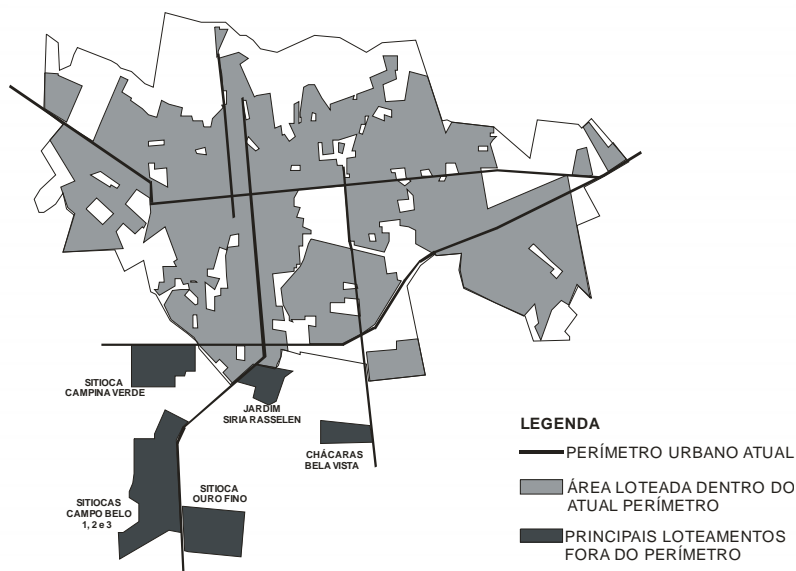 SITIOCA
CAMPINA VERDE
JARDIM
SIRIA RASSELEN
CHÁCARAS
BELA VISTA
SITIOCAS
CAMPO BELO
1, 2 e 3
SITIOCA
OURO FINO
LEGENDA
PERÍMETRO URBANO ATUAL
ÁREA LOTEADA DENTRO DO
ATUAL PERÍMETRO
PRINCIPAIS LOTEAMENTOS
FORA DO PERÍMETRO